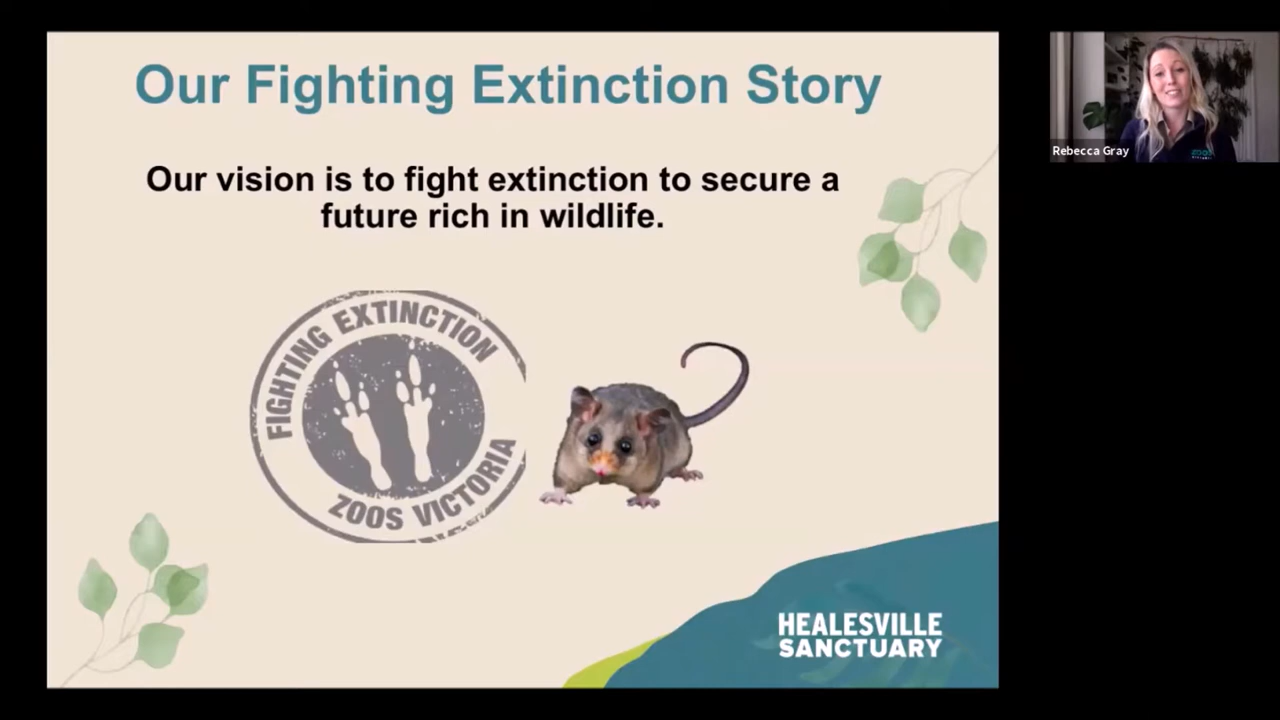 Our Fighting Extinction Story
Our vision is to fight extinction to secure a
future rich in wildlife.
FIGHTING EXTINCTION
ZOOS VICTORIA
HEALESVILLE
SANCTUARY
Rebecca Gray
ZOOS